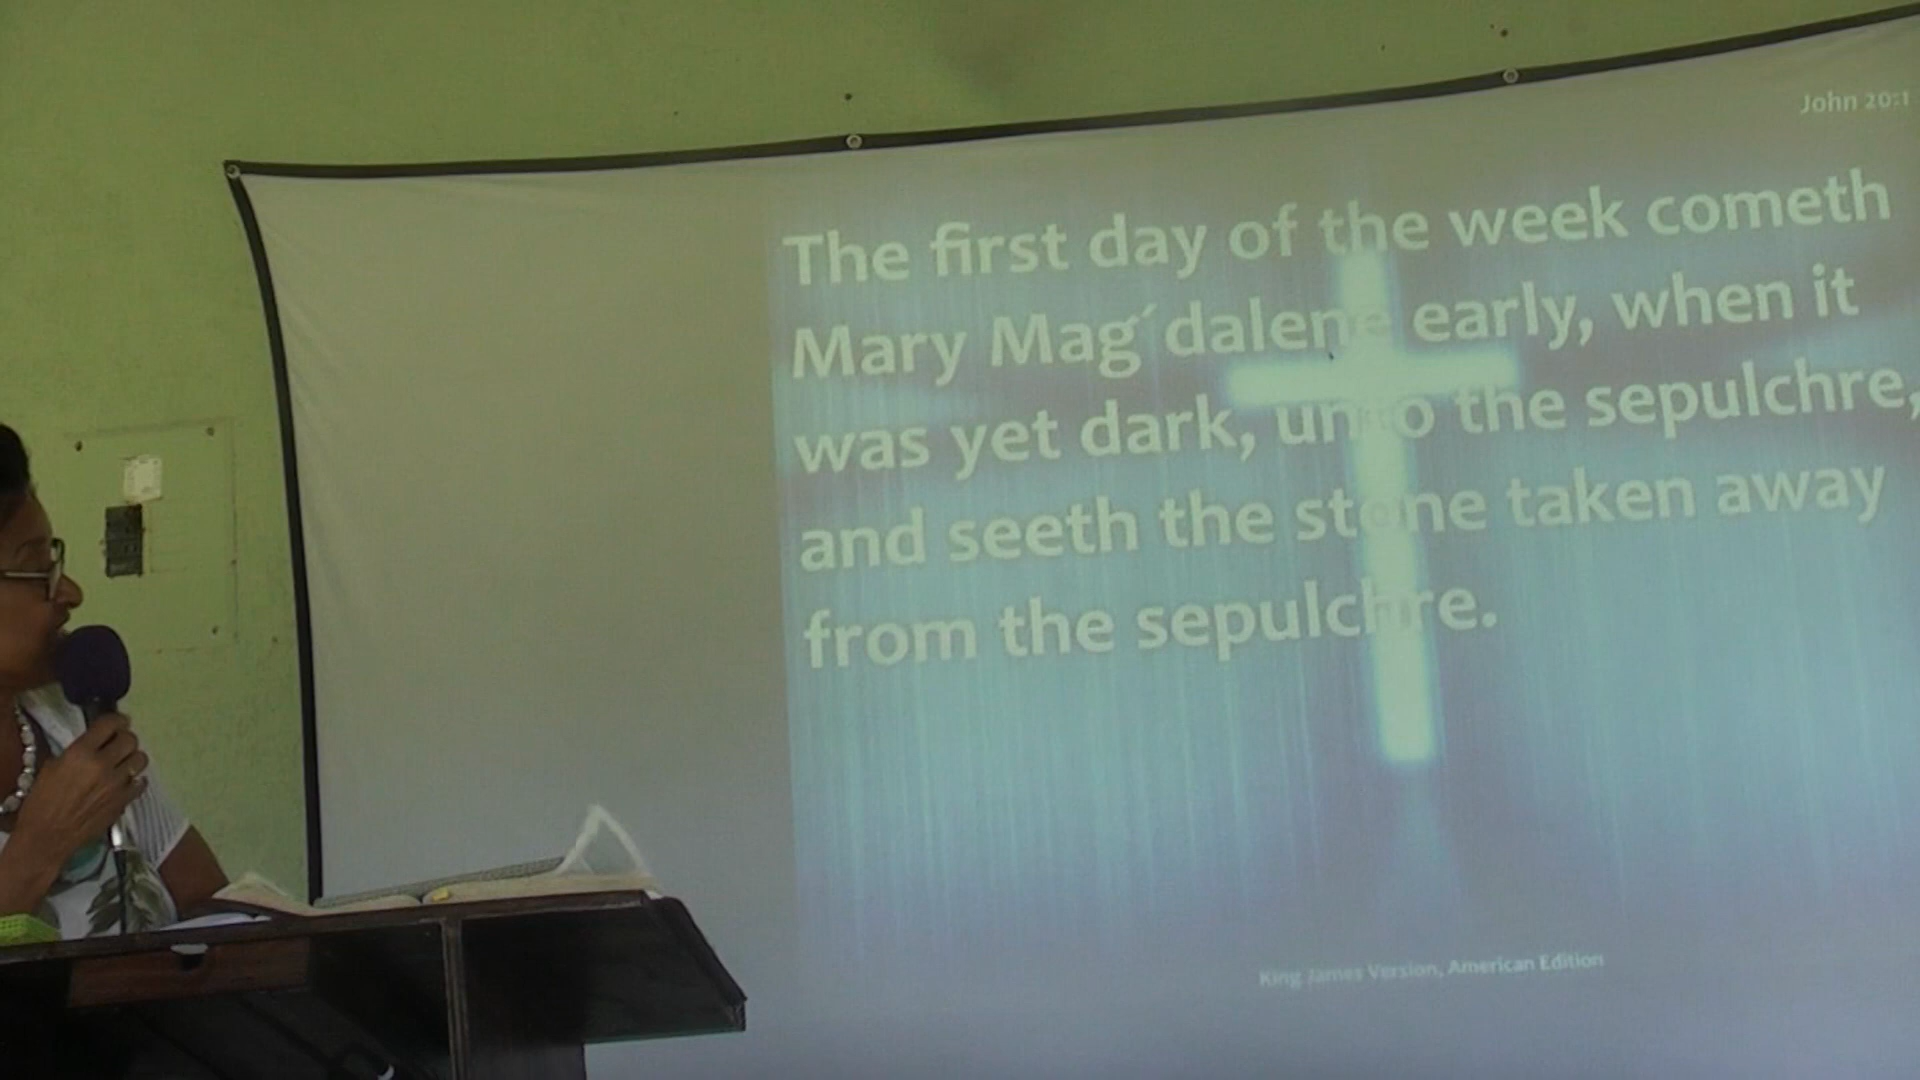 John 20:1
The first day of the week cometh
Mary Mag´dalene early, when it
was yet dark, unto the sepulchre,
and seeth the stone taken away
from the sepulchre.
King James Version, American Edition